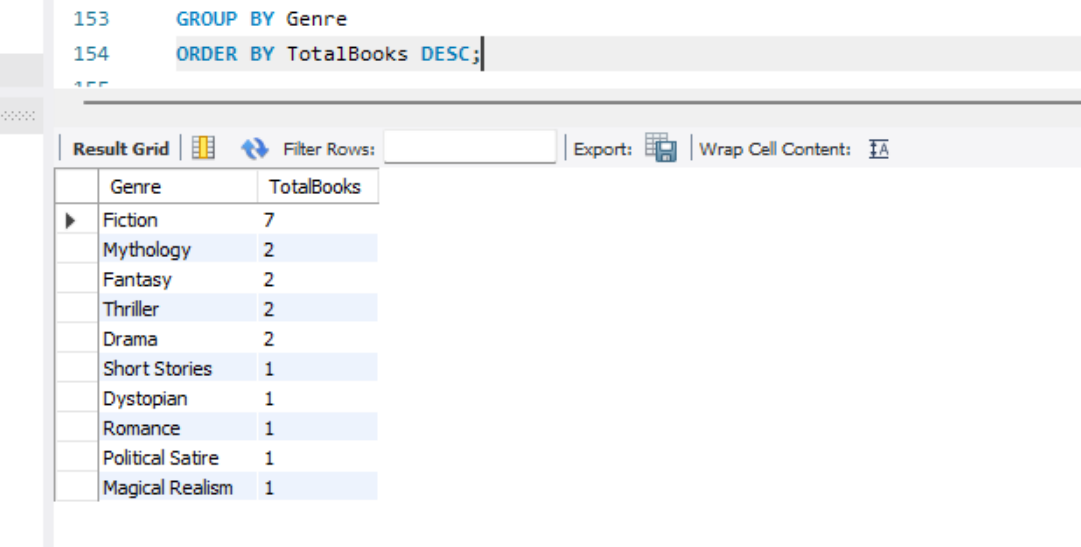 153 GROUP BY Genre
154 ORDER BY TotalBooks DESC;
Result Grid Filter Rows: Export: Wrap Cell Content:
Genre TotalBooks
Fiction 7
Mythology 2
Fantasy 2
Thriller 2
Drama 2
Short Stories 1
Dystopian 1
Romance 1
Political Satire 1
Magical Realism 1